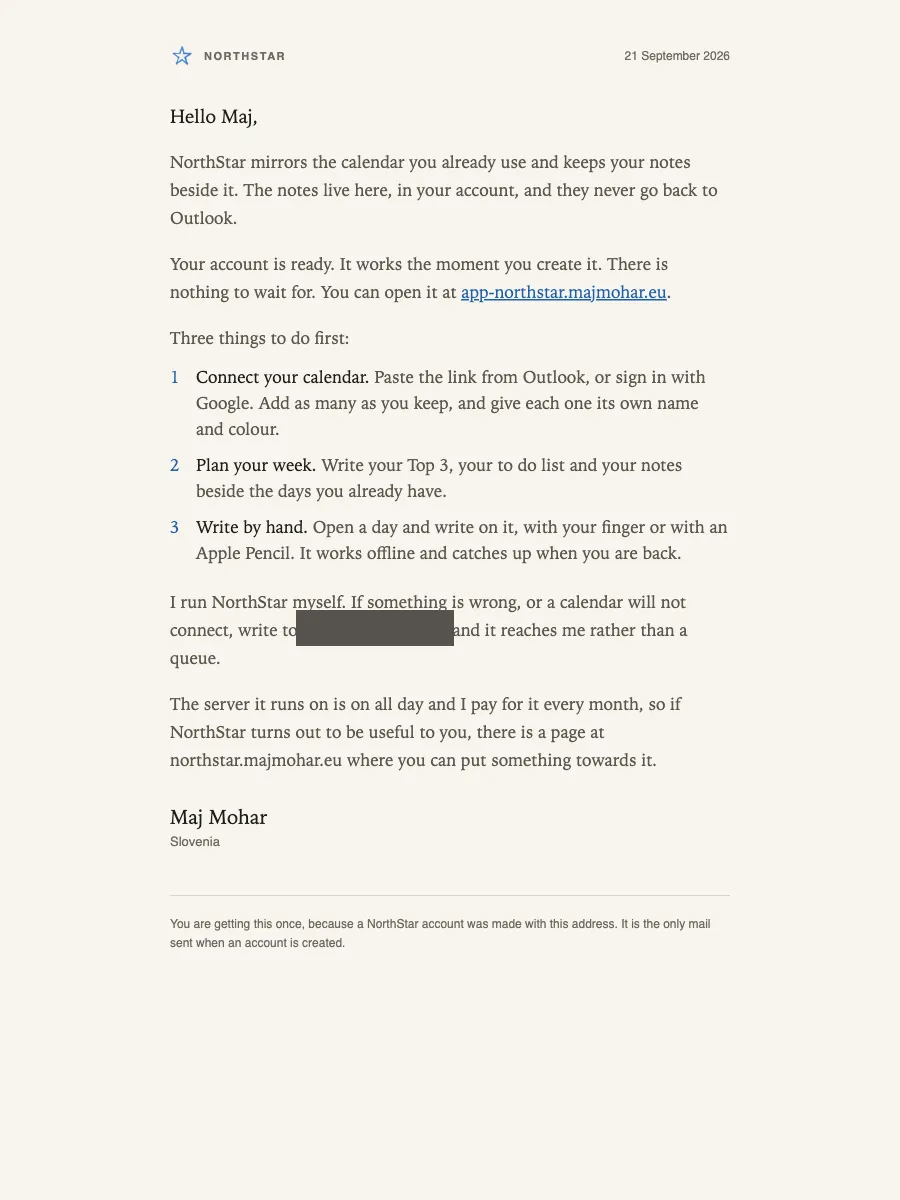 NORTHSTAR
21 September 2026
Hello Maj,
NorthStar mirrors the calendar you already use and keeps your notes
beside it. The notes live here, in your account, and they never go back to
Outlook.
Your account is ready. It works the moment you create it. There is
nothing to wait for. You can open it at app-northstar.majmohar.eu.
Three things to do first:
1 Connect your calendar. Paste the link from Outlook, or sign in with
Google. Add as many as you keep, and give each one its own name
and colour.
2 Plan your week. Write your Top 3, your to do list and your notes
beside the days you already have.
3 Write by hand. Open a day and write on it, with your finger or with an
Apple Pencil. It works offline and catches up when you are back.
I run NorthStar myself. If something is wrong, or a calendar will not
connect, write to and it reaches me rather than a
queue.
The server it runs on is on all day and I pay for it every month, so if
NorthStar turns out to be useful to you, there is a page at
northstar.majmohar.eu where you can put something towards it.
Maj Mohar
Slovenia
You are getting this once, because a NorthStar account was made with this address. It is the only mail
sent when an account is created.